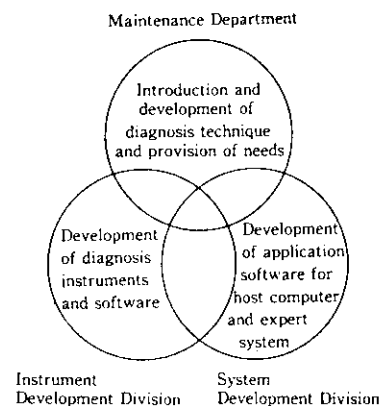 Maintenance Department
Introduction and
development of
diagnosis technique
and provision of needs
Development
of diagnosis
instruments
and software
Development
of application
software for
host computer
and expert
system
Instrument
Development Division
System
Development Division